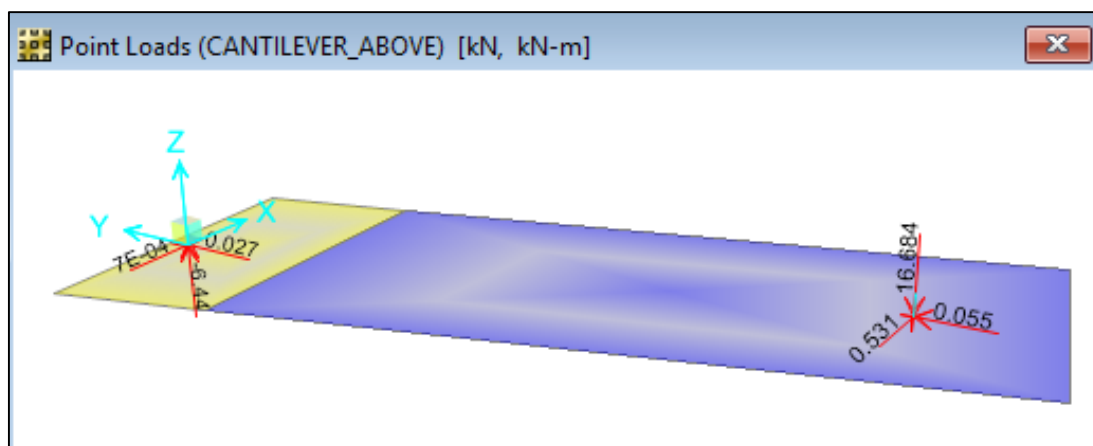 Point Loads (CANTILEVER_ABOVE) [kN, kN-m]
Z
Y
X
7E-04
0.027
-6.44
16.684
0.055
0.531